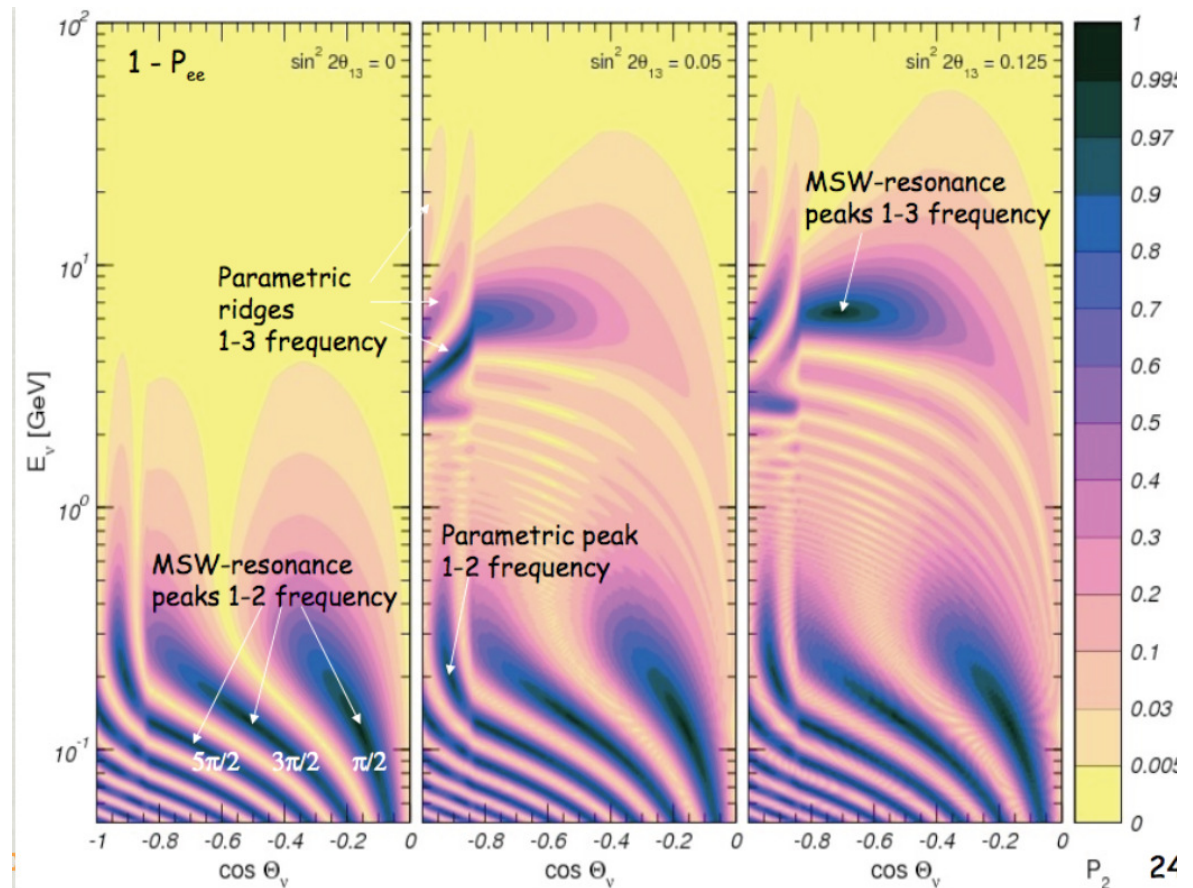 1 - P_ee
sin² 2θ₁₃ = 0
sin² 2θ₁₃ = 0.05
sin² 2θ₁₃ = 0.125
MSW-resonance
peaks 1-3 frequency
Parametric
ridges
1-3 frequency
Parametric peak
1-2 frequency
MSW-resonance
peaks 1-2 frequency
5π/2
3π/2
π/2
E_ν [GeV]
10²
10¹
10⁰
10⁻¹
-1 -0.8 -0.6 -0.4 -0.2 0
-0.8 -0.6 -0.4 -0.2 0
-0.8 -0.6 -0.4 -0.2 0
cos Θ_ν
cos Θ_ν
cos Θ_ν
1
0.995
0.97
0.9
0.8
0.7
0.6
0.5
0.4
0.3
0.2
0.1
0.03
0.005
0
P₂
24